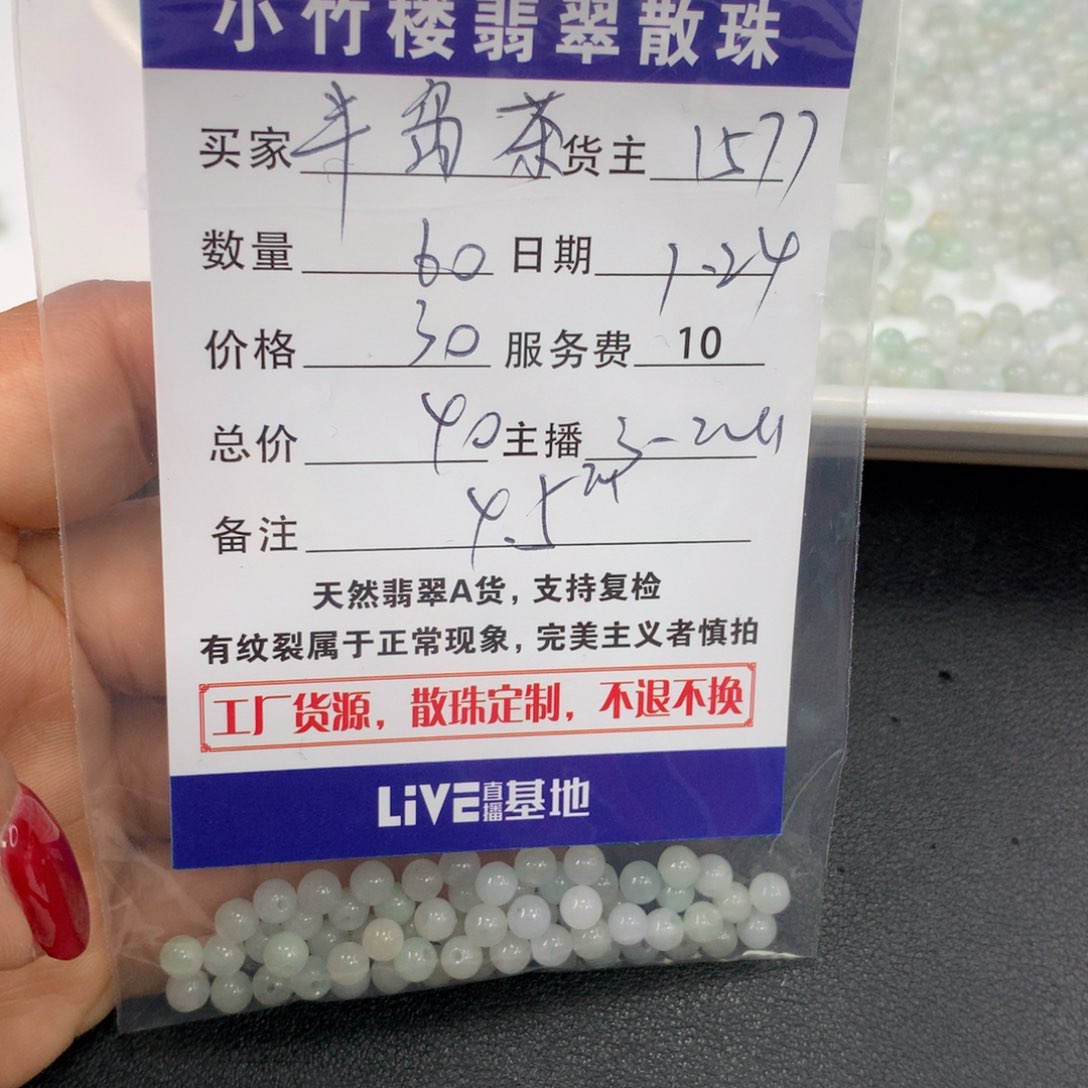 小竹楼翡翠散珠
买家 半 茶 货主 1577
数量 60 日期 1.24
价格 30 服务费 10
总价 40 主播
备注 4.5
天然翡翠A货，支持复检
有纹裂属于正常现象，完美主义者慎拍
工厂货源，散珠定制，不退不换
LiVE直播基地